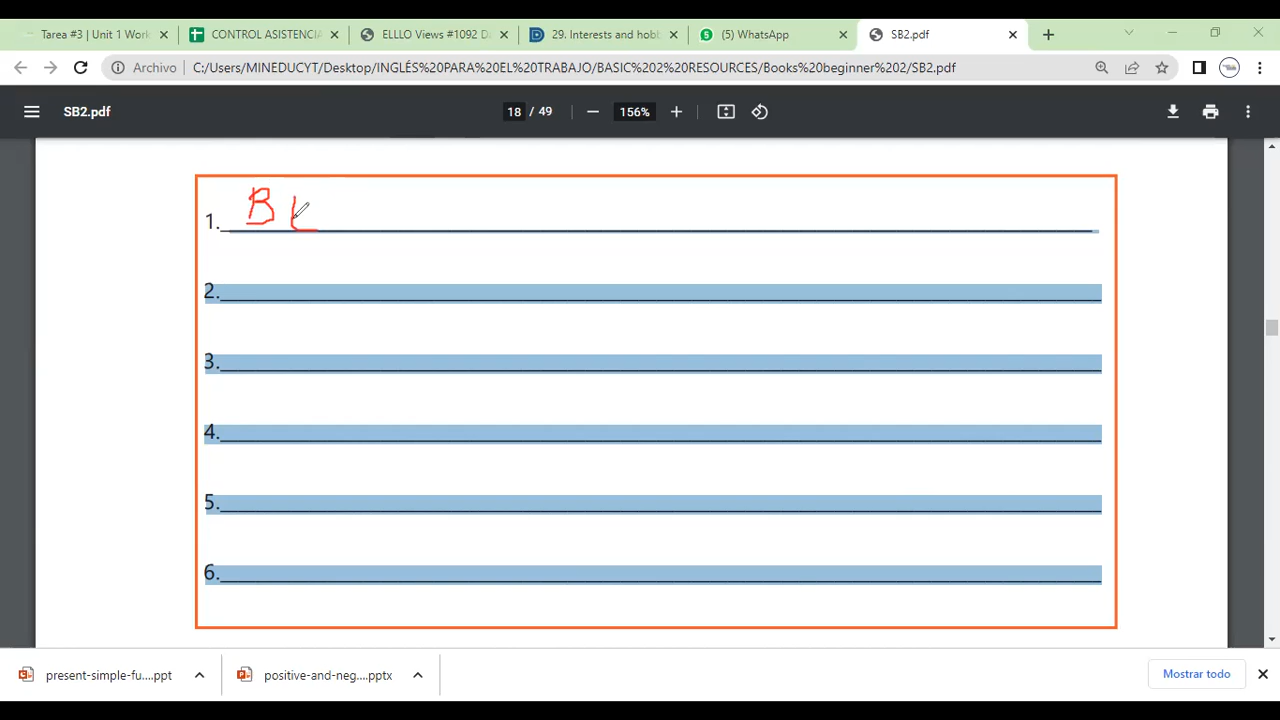 Tarea #3 | Unit 1 Work
CONTROL ASISTENCIA
ELLLO Views #1092 D
29. Interests and hobb
(5) WhatsApp
SB2.pdf
Archivo
C:/Users/MINEDUCYT/Desktop/INGLÉS%20PARA%20EL%20TRABAJO/BASIC%202%20RESOURCES/Books%20beginner%202/SB2.pdf
SB2.pdf
18 / 49
156%
1. B L
2.
3.
4.
5.
6.
present-simple-fu....ppt
positive-and-neg....pptx
Mostrar todo